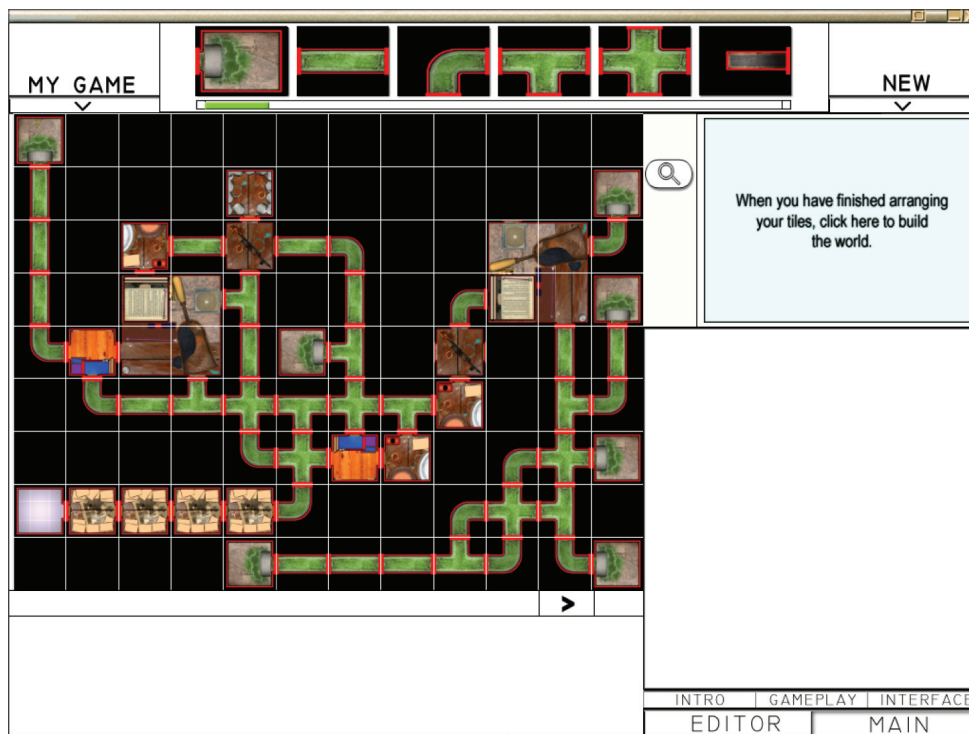 MY GAME
NEW
When you have finished arranging
your tiles, click here to build
the world.
>
INTRO
GAMEPLAY
INTERFACE
EDITOR
MAIN